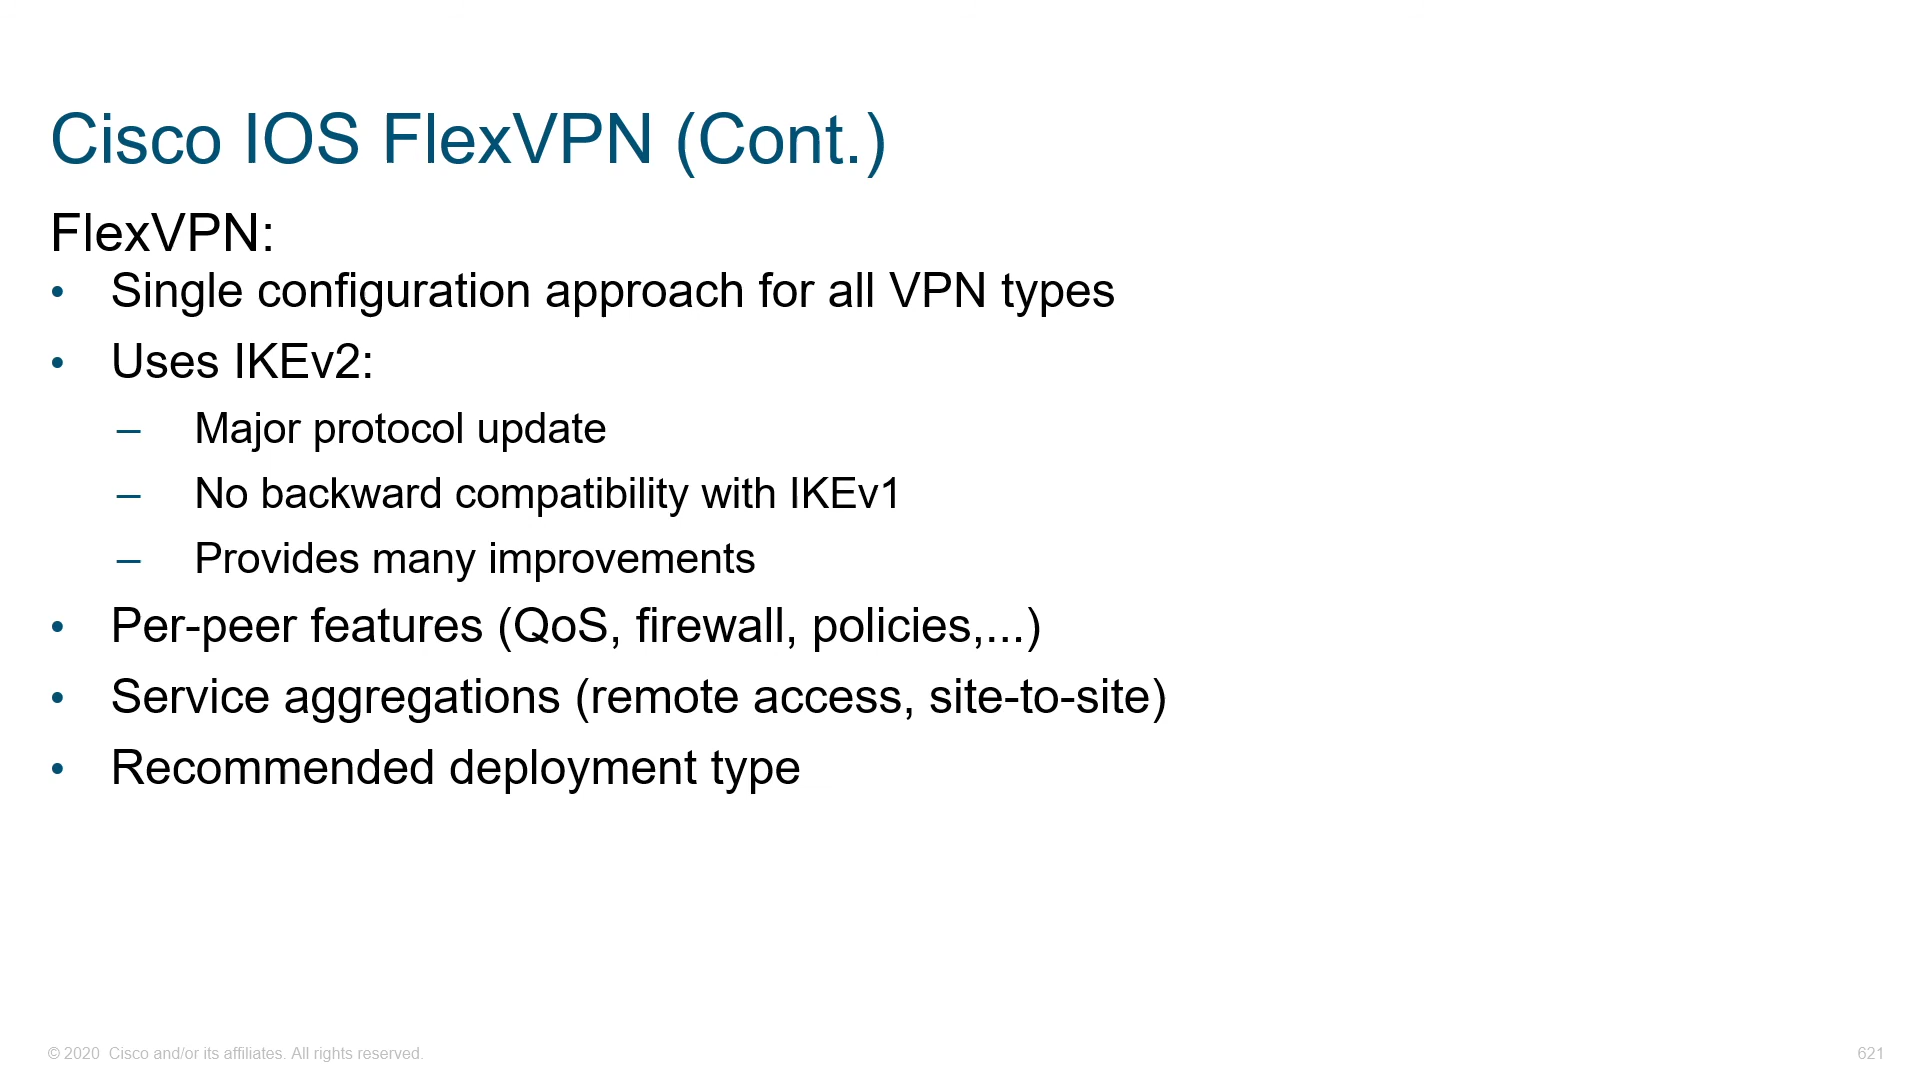 Cisco IOS FlexVPN (Cont.)
FlexVPN:
• Single configuration approach for all VPN types
• Uses IKEv2:
– Major protocol update
– No backward compatibility with IKEv1
– Provides many improvements
• Per-peer features (QoS, firewall, policies,...)
• Service aggregations (remote access, site-to-site)
• Recommended deployment type
© 2020 Cisco and/or its affiliates. All rights reserved.
621